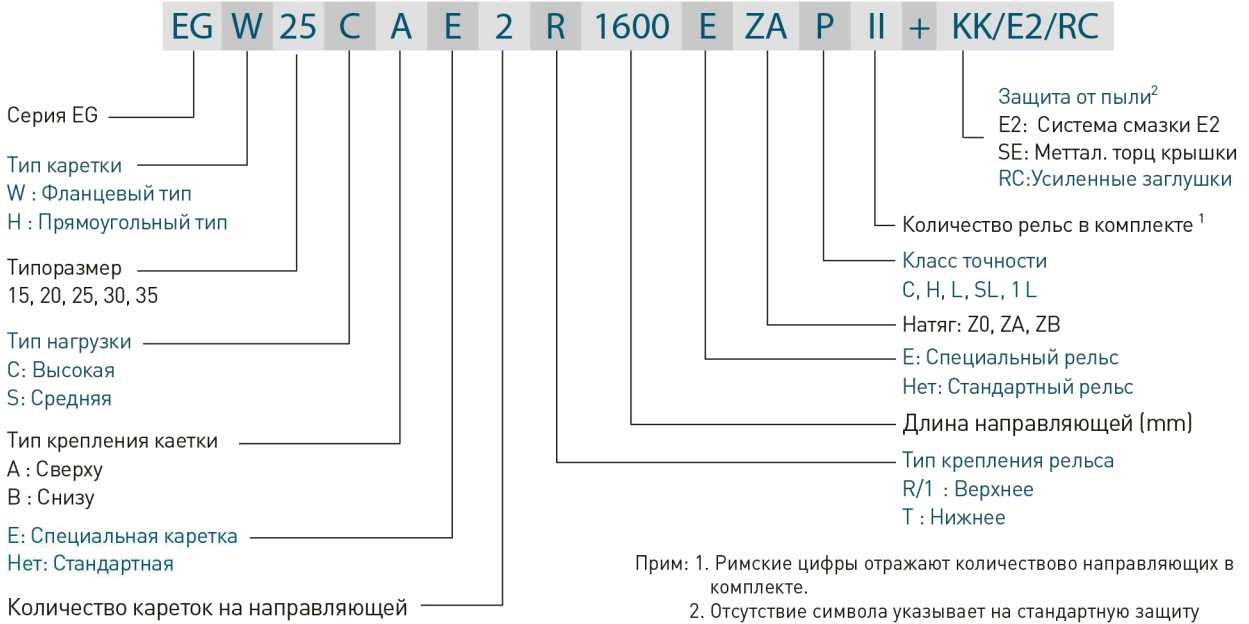 EG W 25 C A E 2 R 1600 E ZA P II + KK/E2/RC
Серия EG
Тип каретки
W : Фланцевый тип
H : Прямоугольный тип
Типоразмер
15, 20, 25, 30, 35
Тип нагрузки
C: Высокая
S: Средняя
Тип крепления каетки
A : Сверху
B : Снизу
E: Специальная каретка
Нет: Стандартная
Количество кареток на направляющей
Защита от пыли²
E2: Система смазки E2
SE: Меттал. торц крышки
RC:Усиленные заглушки
Количество рельс в комплекте ¹
Класс точности
C, H, L, SL, 1 L
Натяг: Z0, ZA, ZB
E: Специальный рельс
Нет: Стандартный рельс
Длина направляющей (mm)
Тип крепления рельса
R/1 : Верхнее
T : Нижнее
Прим: 1. Римские цифры отражают количествово направляющих в
комплекте.
2. Отсутствие символа указывает на стандартную защиту